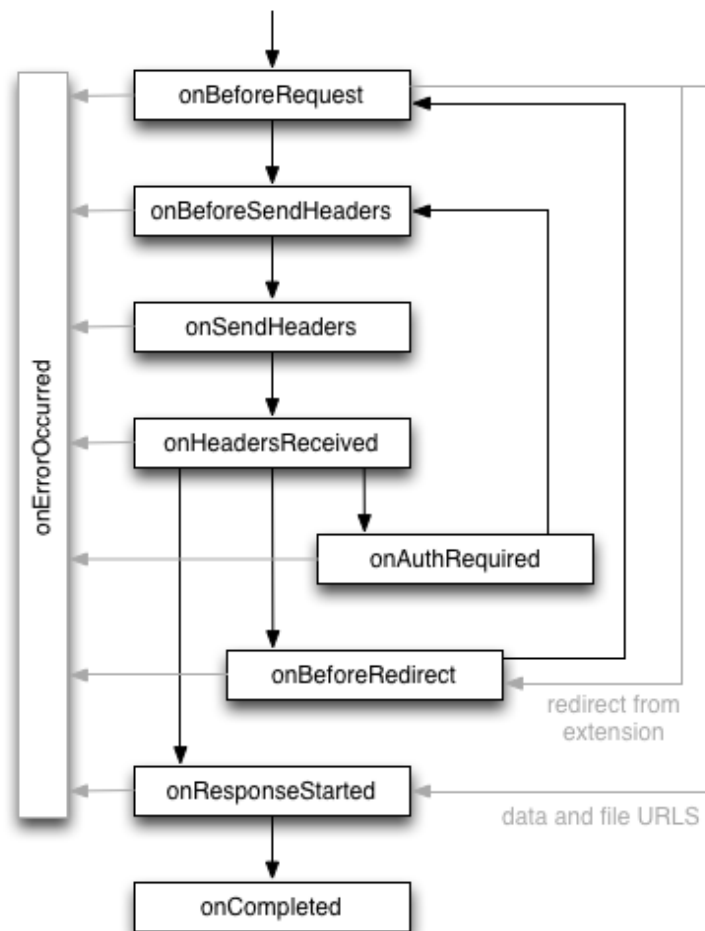 onBeforeRequest
onBeforeSendHeaders
onSendHeaders
onHeadersReceived
onErrorOccurred
onAuthRequired
onBeforeRedirect
redirect from
extension
onResponseStarted
data and file URLS
onCompleted